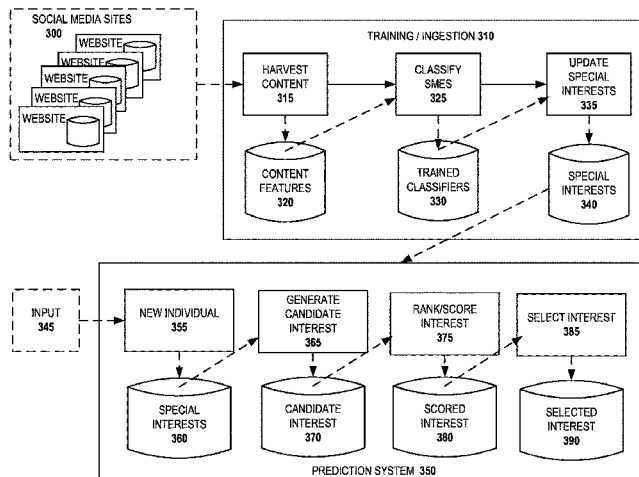 SOCIAL MEDIA SITES
300
WEBSITE
WEBSITE
WEBSITE
WEBSITE
WEBSITE
TRAINING / INGESTION 310
HARVEST
CONTENT
315
CLASSIFY
SMES
325
UPDATE
SPECIAL
INTERESTS
335
CONTENT
FEATURES
320
TRAINED
CLASSIFIERS
330
SPECIAL
INTERESTS
340
INPUT
345
NEW INDIVIDUAL
355
GENERATE
CANDIDATE
INTEREST
365
RANK/SCORE
INTEREST
375
SELECT INTEREST
385
SPECIAL
INTERESTS
360
CANDIDATE
INTEREST
370
SCORED
INTEREST
380
SELECTED
INTEREST
390
PREDICTION SYSTEM 350